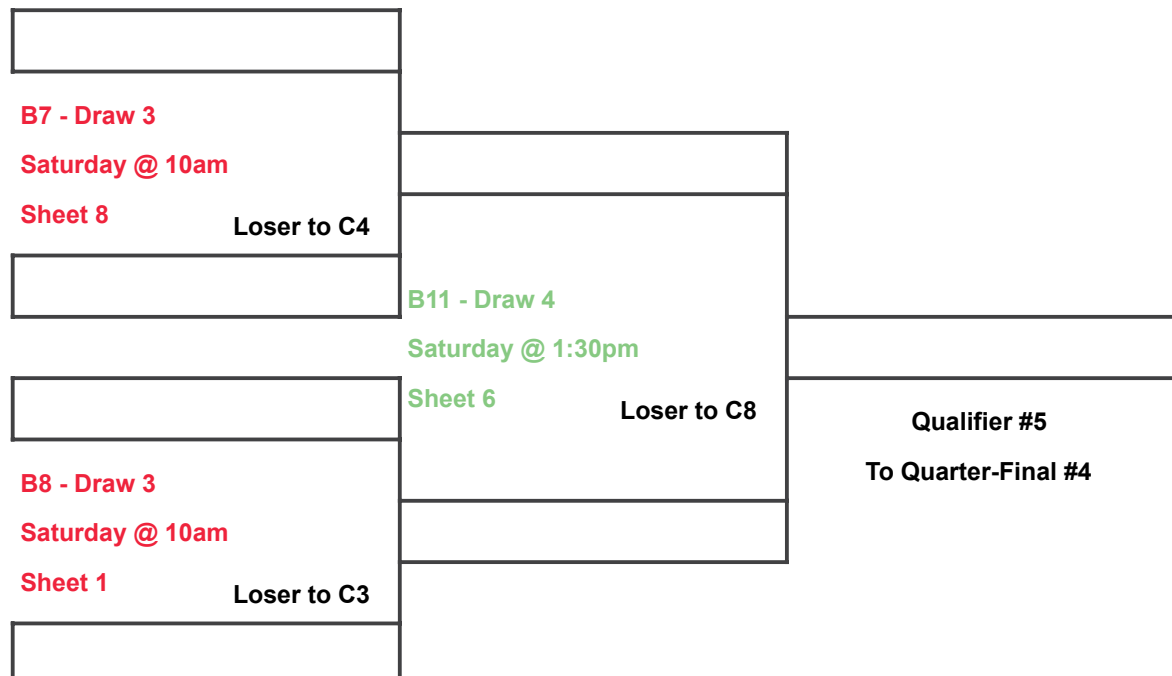 B7 - Draw 3
Saturday @ 10am
Sheet 8
Loser to C4
B11 - Draw 4
Saturday @ 1:30pm
Sheet 6
Loser to C8
Qualifier #5
To Quarter-Final #4
B8 - Draw 3
Saturday @ 10am
Sheet 1
Loser to C3